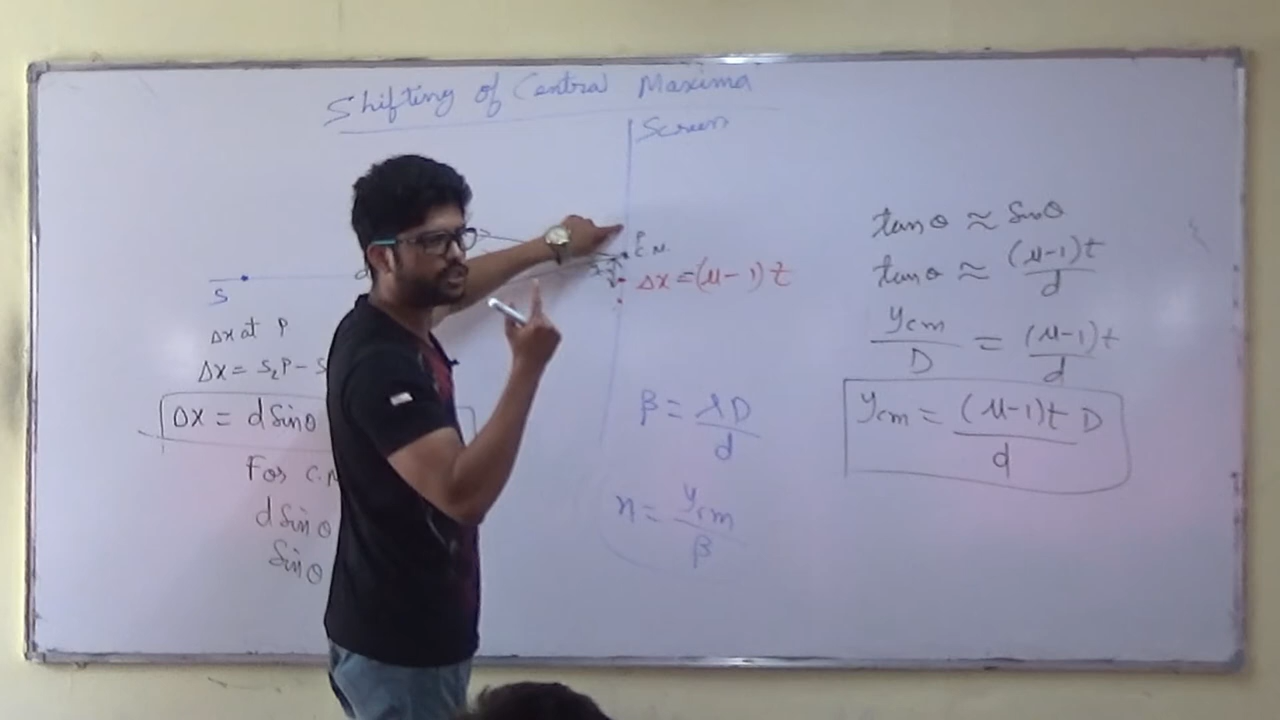 Shifting of Central Maxima
Screen
P
C.M.
S
d
Δx = (μ-1)t
Δx at P
Δx = S₂P - S
Δx = d Sinθ
For C.M
d Sinθ
Sinθ
β = λD/d
n = y_cm/β
tanθ ≈ Sinθ
tanθ ≈ (μ-1)t/d
y_cm/D = (μ-1)t/d
y_cm = (μ-1)t D/d